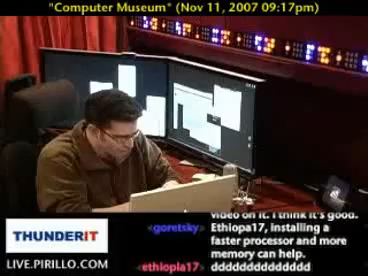 "Computer Museum" (Nov 11, 2007 09:17pm)
video on it. I think it's good.
<goretsky> Ethiopa17, installing a
faster processor and more
memory can help.
<ethiopia17> dddddddddddddd
THUNDERIT
LIVE.PIRILLO.COM